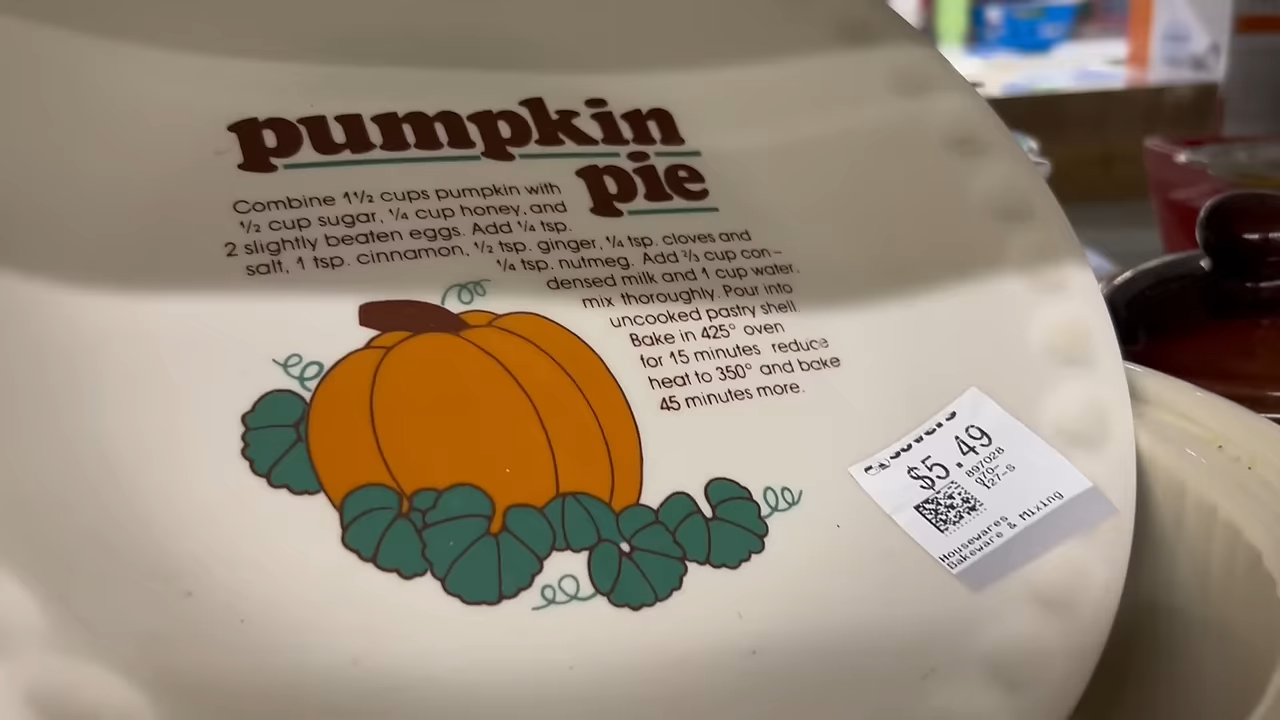 pumpkin
pie
Combine 1½ cups pumpkin with
½ cup sugar, ¼ cup honey, and
2 slightly beaten eggs. Add ¼ tsp.
salt, 1 tsp. cinnamon, ½ tsp. ginger, ¼ tsp. cloves and
¼ tsp. nutmeg. Add ⅔ cup con-
densed milk and 1 cup water.
mix thoroughly. Pour into
uncooked pastry shell.
Bake in 425° oven
for 15 minutes reduce
heat to 350° and bake
45 minutes more.
$5.49
897028
070-
127-S
Housewares
Bakeware & Mixing